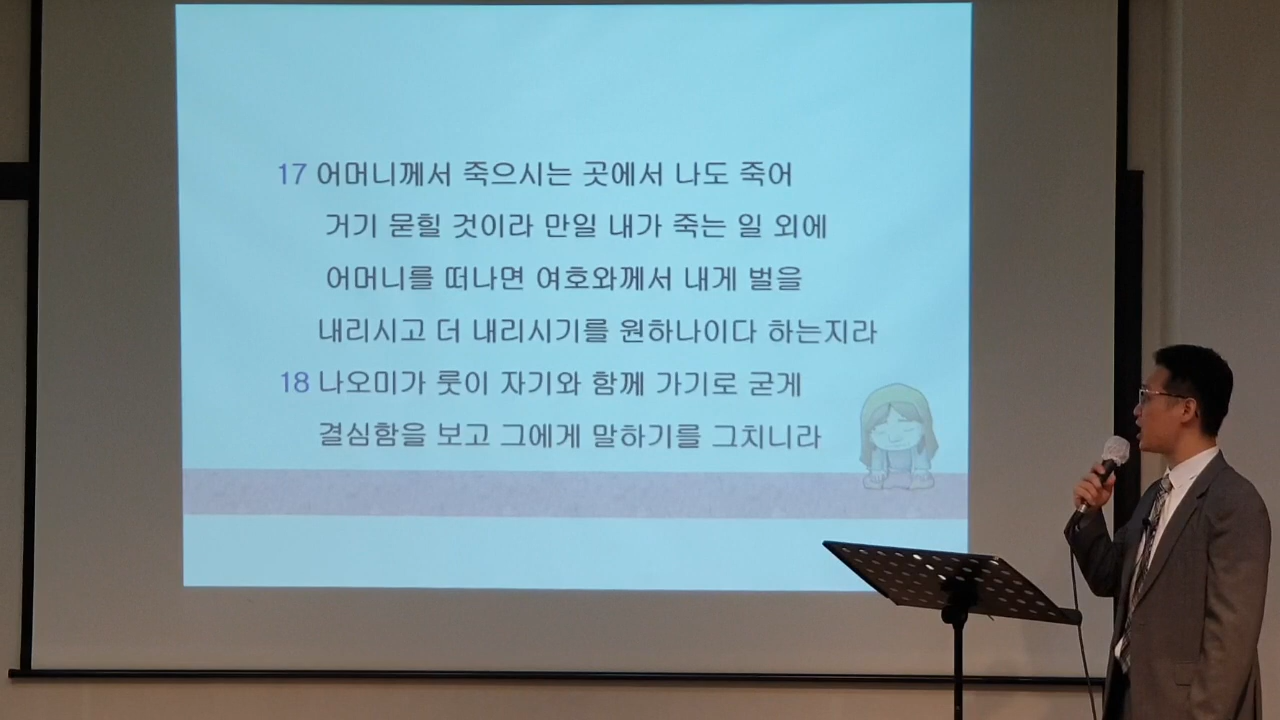 17 어머니께서 죽으시는 곳에서 나도 죽어
거기 묻힐 것이라 만일 내가 죽는 일 외에
어머니를 떠나면 여호와께서 내게 벌을
내리시고 더 내리시기를 원하나이다 하는지라
18 나오미가 룻이 자기와 함께 가기로 굳게
결심함을 보고 그에게 말하기를 그치니라